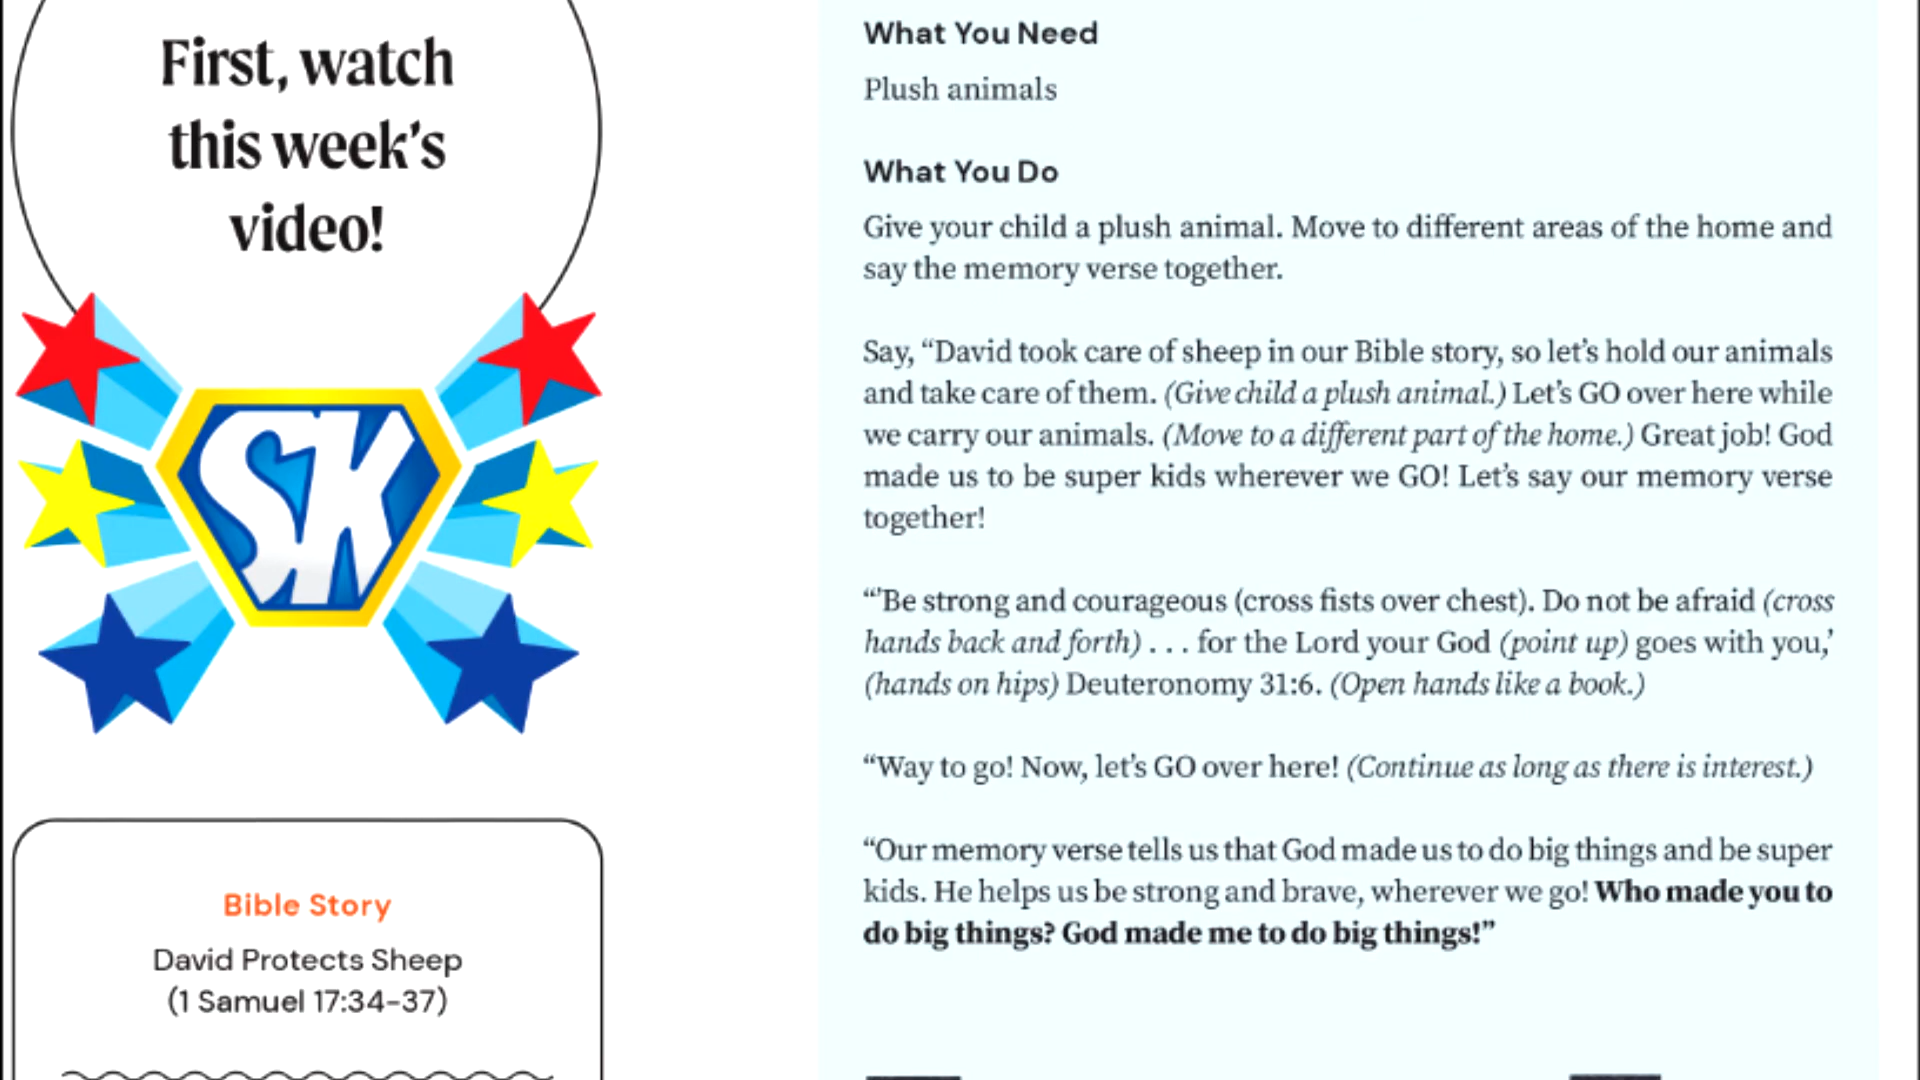 First, watch
this week's
video!
SK
Bible Story
David Protects Sheep
(1 Samuel 17:34-37)
What You Need
Plush animals
What You Do
Give your child a plush animal. Move to different areas of the home and
say the memory verse together.
Say, “David took care of sheep in our Bible story, so let’s hold our animals
and take care of them. (Give child a plush animal.) Let’s GO over here while
we carry our animals. (Move to a different part of the home.) Great job! God
made us to be super kids wherever we GO! Let’s say our memory verse
together!
“‘Be strong and courageous (cross fists over chest). Do not be afraid (cross
hands back and forth) . . . for the Lord your God (point up) goes with you,’
(hands on hips) Deuteronomy 31:6. (Open hands like a book.)
“Way to go! Now, let’s GO over here! (Continue as long as there is interest.)
“Our memory verse tells us that God made us to do big things and be super
kids. He helps us be strong and brave, wherever we go! Who made you to
do big things? God made me to do big things!”